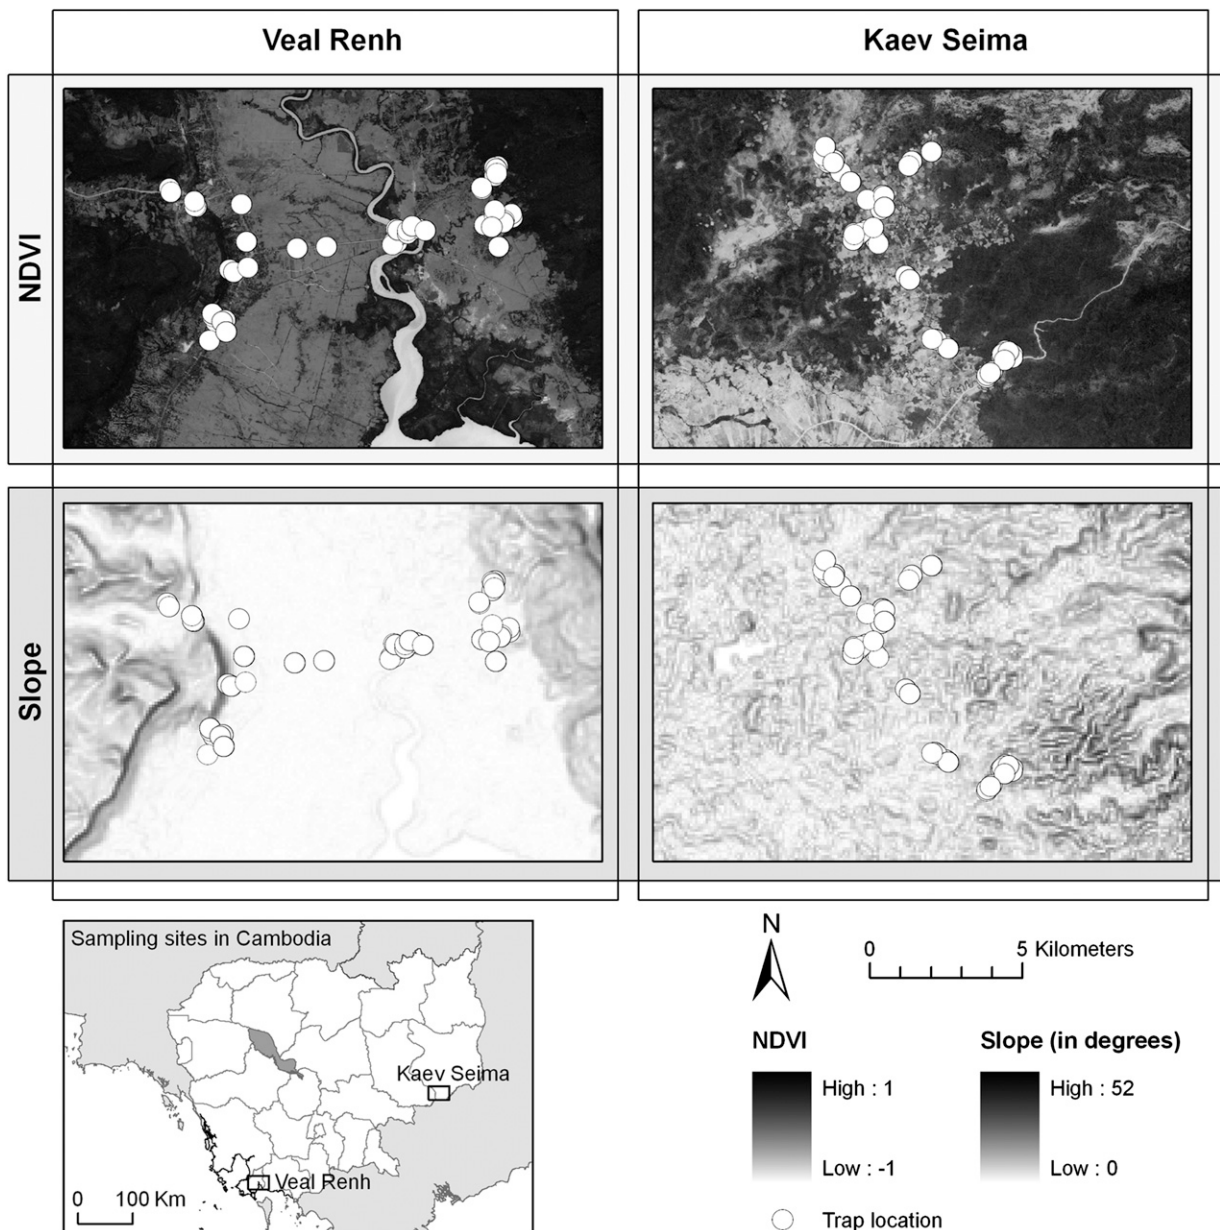 Veal Renh
Kaev Seima
NDVI
Slope
Sampling sites in Cambodia
Kaev Seima
Veal Renh
0 100 Km
N
0 5 Kilometers
NDVI
High : 1
Low : -1
Slope (in degrees)
High : 52
Low : 0
Trap location